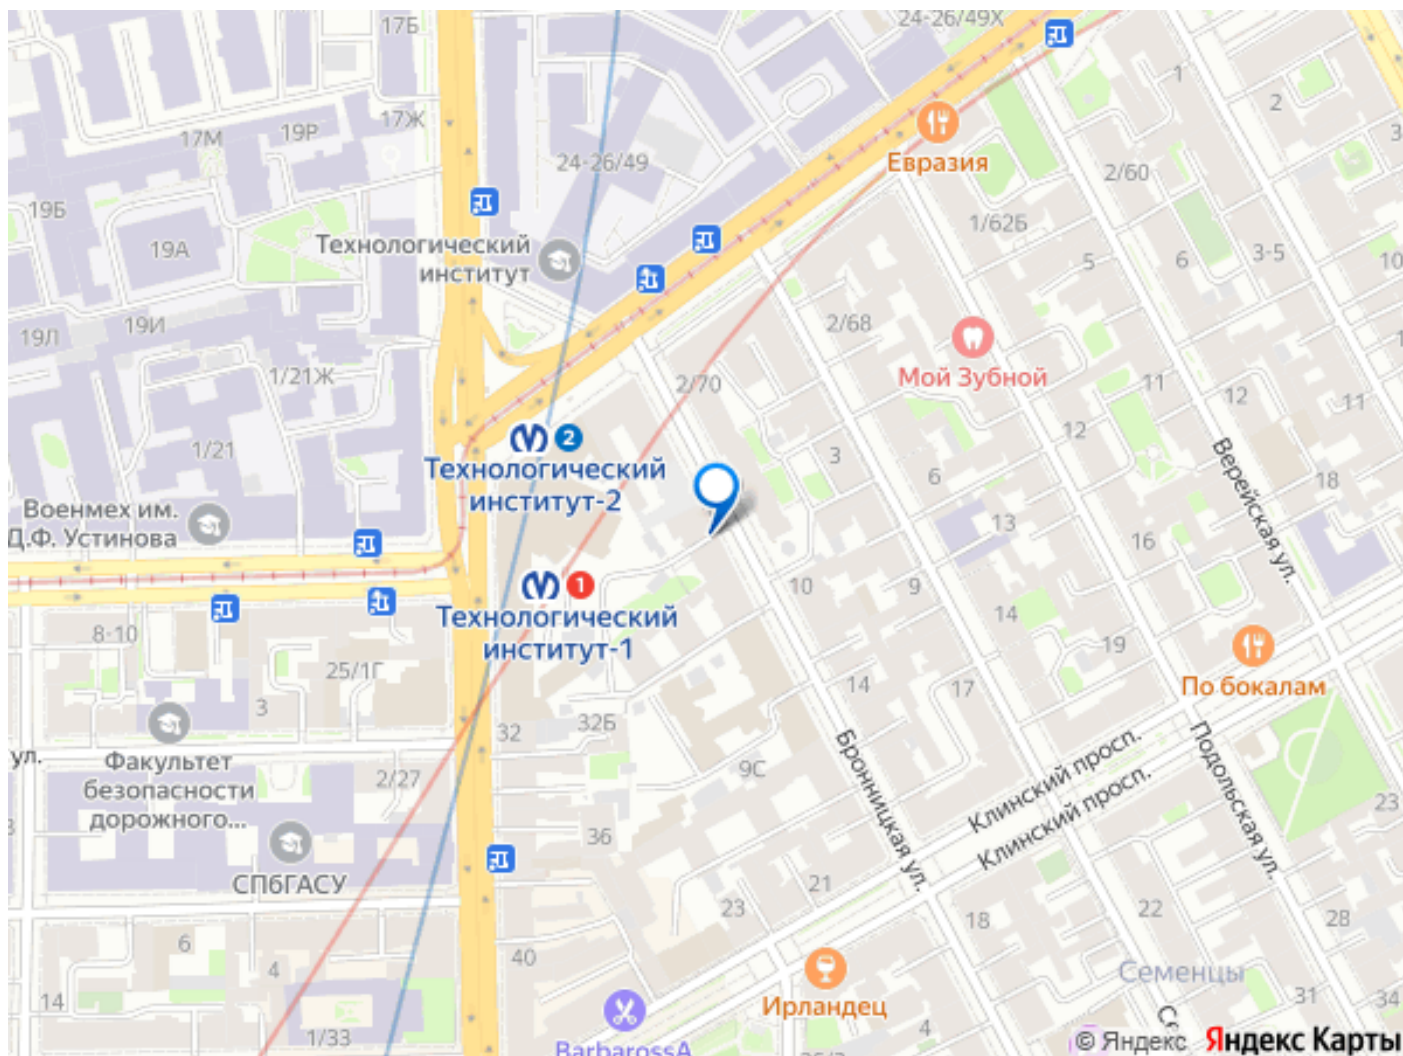 17Б
24-26/49Х
1
2
17М
19Р
17Ж
24-26/49
Евразия
2/60
19Б
19А
Технологический
институт
1/62Б
5
6
3-5
10
19Л
19И
2/68
Мой Зубной
1/21Ж
2/70
11
12
11
1/21
2
Технологический
институт-2
3
12
6
Верейская ул.
18
Военмех им.
Д.Ф. Устинова
13
16
1
Технологический
институт-1
10
9
14
19
8-10
25/1Г
3
14
17
По бокалам
ул.
Факультет
безопасности
дорожного...
32
32Б
2/27
9С
Бронницкая ул.
Клинский просп.
Клинский просп.
Подольская ул.
23
36
СПбГАСУ
21
23
18
22
28
6
4
40
Ирландец
Семенцы
14
1/33
BarbarossA
4
31
34
© Яндекс
Яндекс Карты